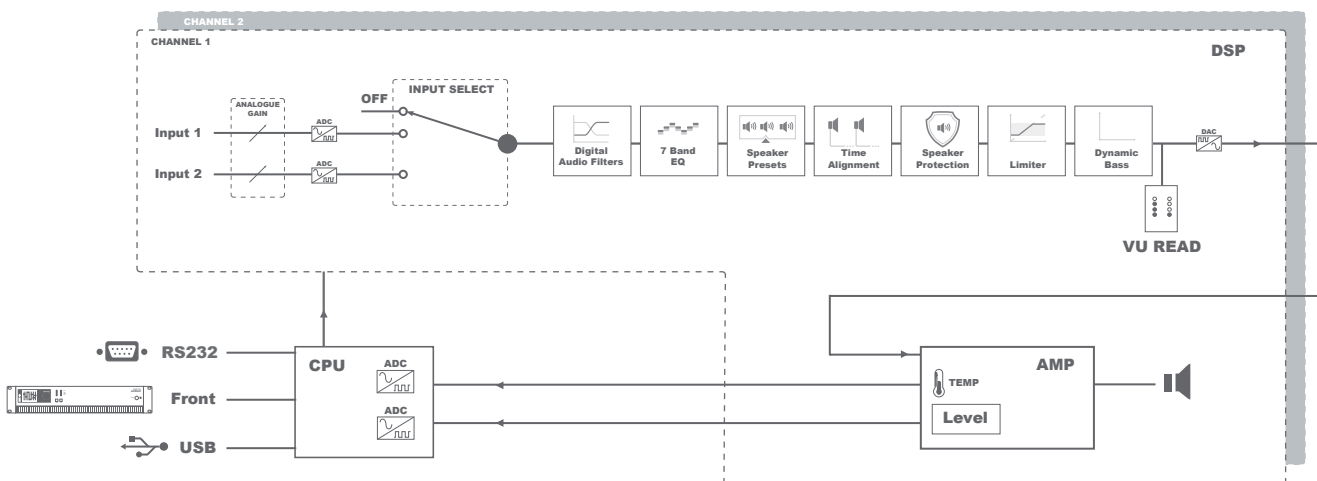 CHANNEL 2
CHANNEL 1
DSP
ANALOGUE
GAIN
OFF
INPUT SELECT
Input 1
ADC
Input 2
ADC
Digital
Audio Filters
7 Band
EQ
Speaker
Presets
Time
Alignment
Speaker
Protection
Limiter
Dynamic
Bass
DAC
VU READ
RS232
Front
USB
CPU
ADC
ADC
AMP
TEMP
Level